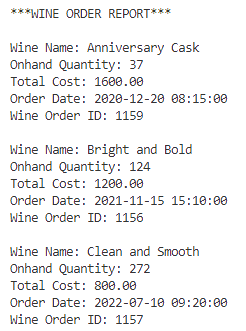 ***WINE ORDER REPORT***
Wine Name: Anniversary Cask
Onhand Quantity: 37
Total Cost: 1600.00
Order Date: 2020-12-20 08:15:00
Wine Order ID: 1159
Wine Name: Bright and Bold
Onhand Quantity: 124
Total Cost: 1200.00
Order Date: 2021-11-15 15:10:00
Wine Order ID: 1156
Wine Name: Clean and Smooth
Onhand Quantity: 272
Total Cost: 800.00
Order Date: 2022-07-10 09:20:00
Wine Order ID: 1157